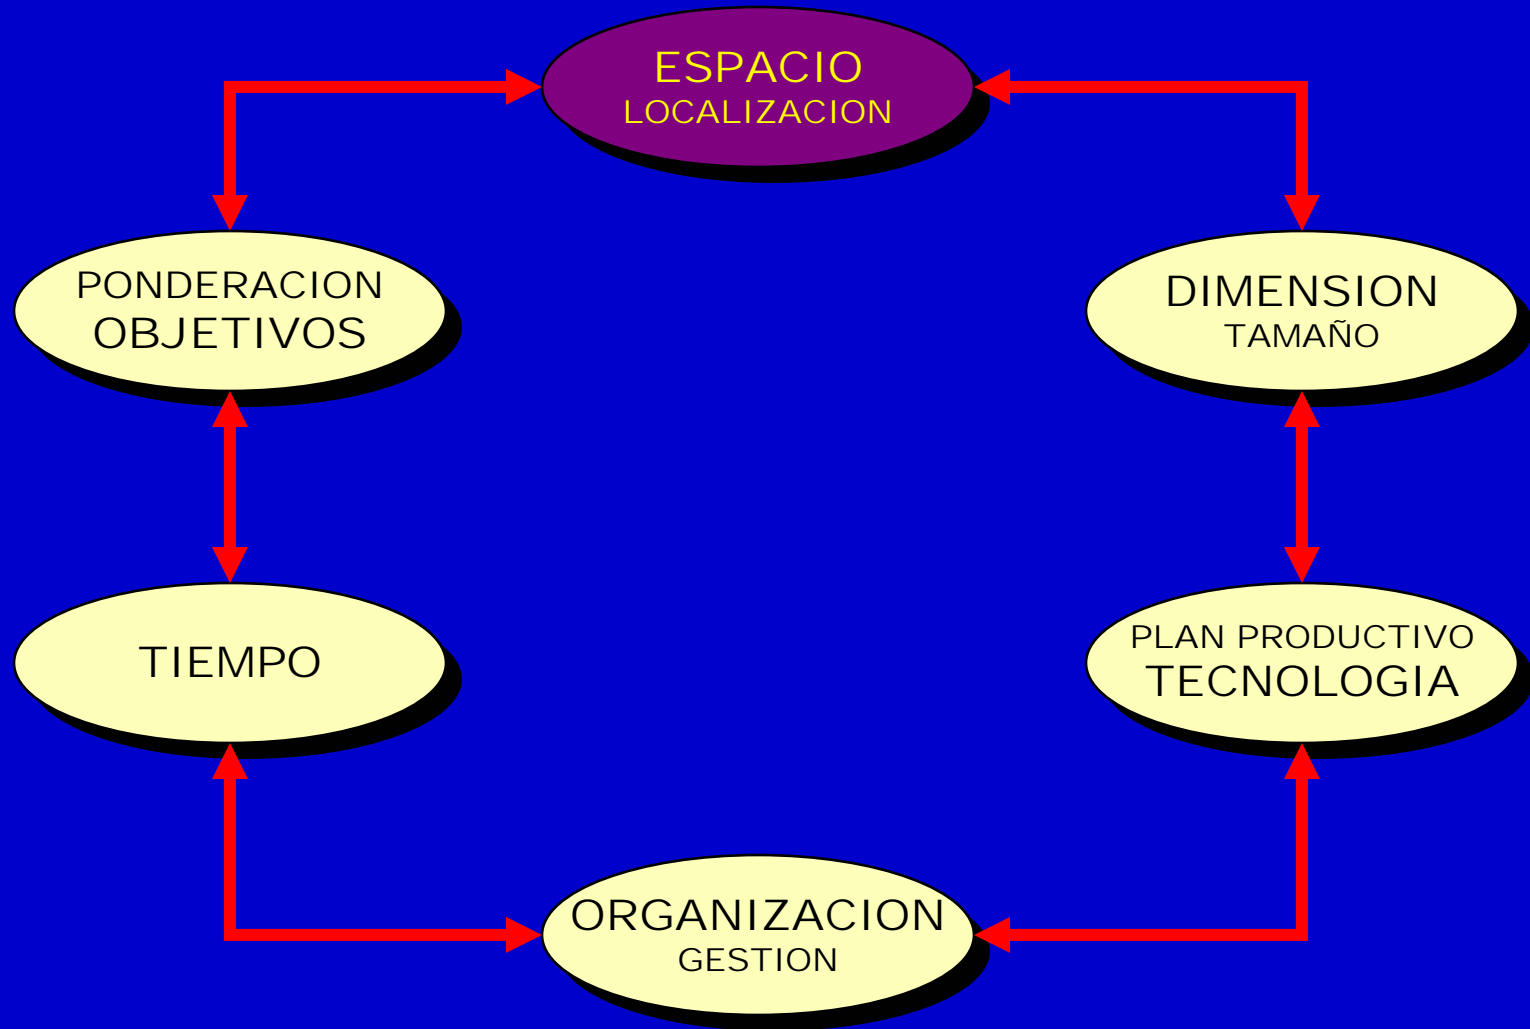 ESPACIO
LOCALIZACION
PONDERACION
OBJETIVOS
DIMENSION
TAMAÑO
TIEMPO
PLAN PRODUCTIVO
TECNOLOGIA
ORGANIZACION
GESTION